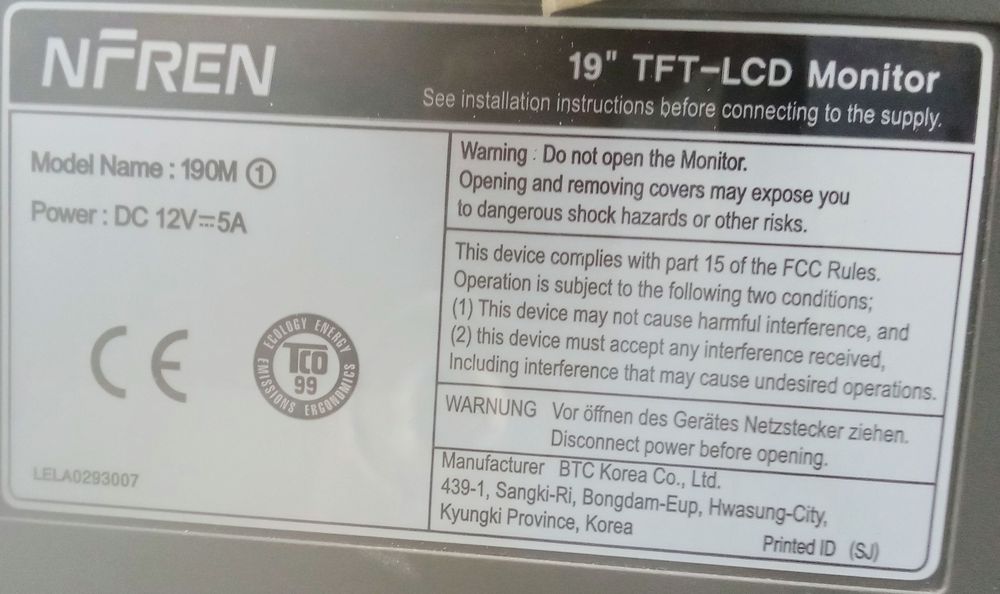 NFREN
19" TFT-LCD Monitor
See installation instructions before connecting to the supply.
Model Name : 190M ①
Power : DC 12V⎓5A
CE
ECOLOGY ENERGY
TCO
99
EMISSIONS ERGONOMICS
LELA0293007
Warning : Do not open the Monitor.
Opening and removing covers may expose you
to dangerous shock hazards or other risks.
This device complies with part 15 of the FCC Rules.
Operation is subject to the following two conditions;
(1) This device may not cause harmful interference, and
(2) this device must accept any interference received,
Including interference that may cause undesired operations.
WARNUNG Vor öffnen des Gerätes Netzstecker ziehen.
Disconnect power before opening.
Manufacturer BTC Korea Co., Ltd.
439-1, Sangki-Ri, Bongdam-Eup, Hwasung-City,
Kyungki Province, Korea
Printed ID (SJ)